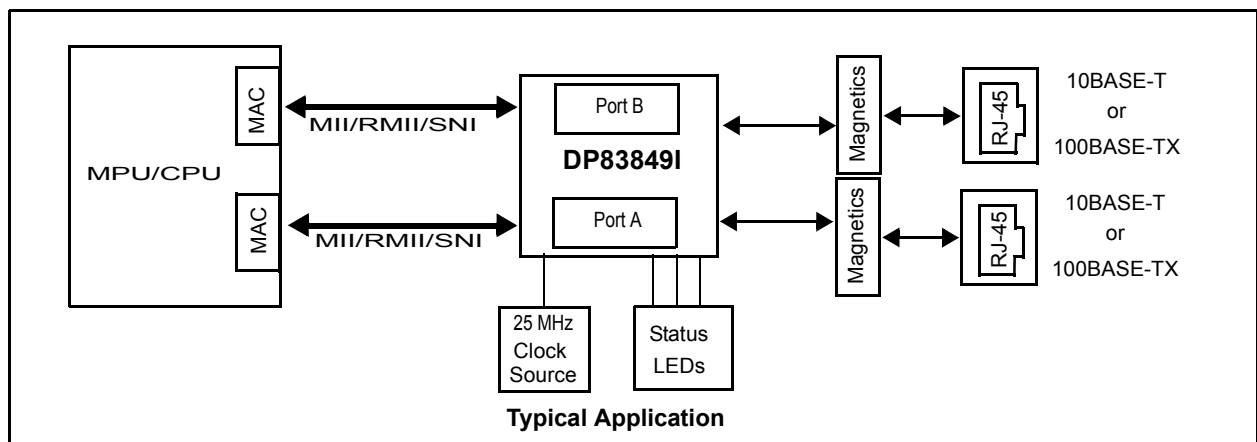 MPU/CPU
MAC
MII/RMII/SNI
MAC
MII/RMII/SNI
Port B
DP83849I
Port A
Magnetics
RJ-45
10BASE-T
or
100BASE-TX
Magnetics
RJ-45
10BASE-T
or
100BASE-TX
25 MHz
Clock
Source
Status
LEDs
Typical Application